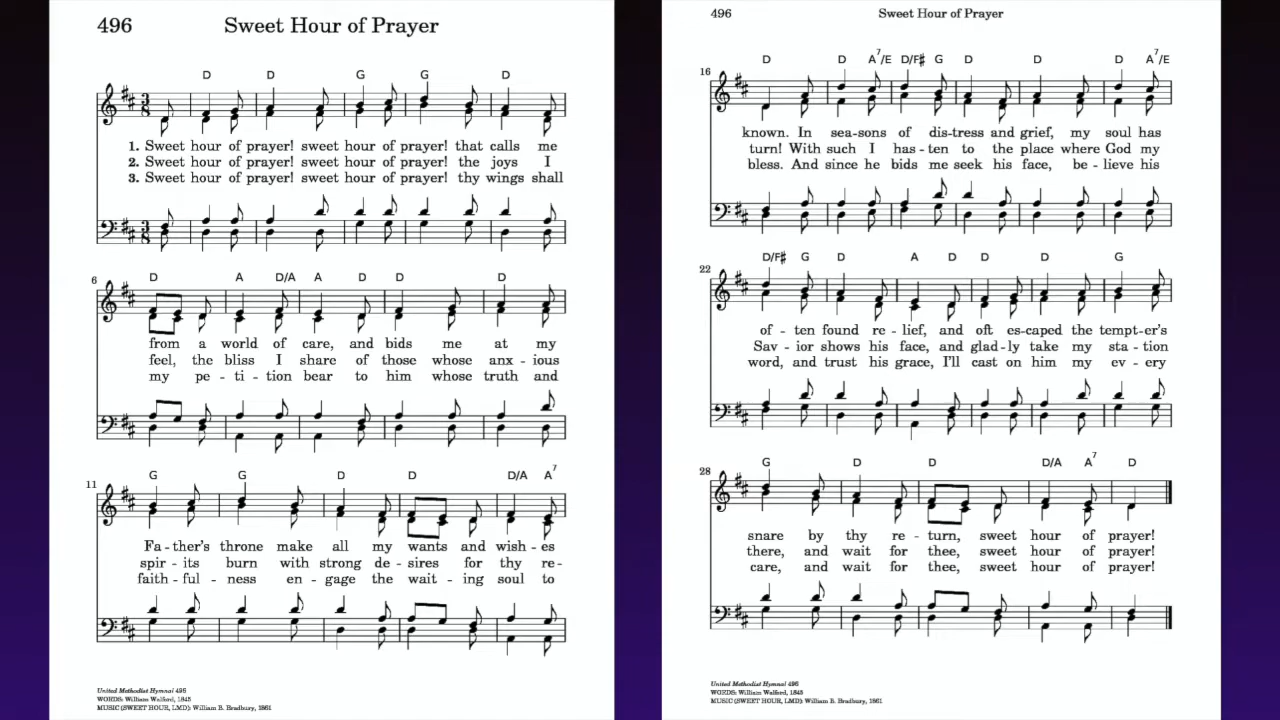 496 Sweet Hour of Prayer
D D G G D
3 8
1. Sweet hour of prayer! sweet hour of prayer! that calls me
2. Sweet hour of prayer! sweet hour of prayer! the joys I
3. Sweet hour of prayer! sweet hour of prayer! thy wings shall
3 8
6
D A D/A A D D D
from a world of care, and bids me at my
feel, the bliss I share of those whose anx - ious
my pe - ti - tion bear to him whose truth and
11
G G D D D/A A7
Fa - ther's throne make all my wants and wish - es
spir - its burn with strong de - sires for thy re -
faith - ful - ness en - gage the wait - ing soul to
United Methodist Hymnal 496
WORDS: William Walford, 1845
MUSIC (SWEET HOUR, LMD): William B. Bradbury, 1861
496 Sweet Hour of Prayer
16
D D A7/E D/F♯ G D D D A7/E
known. In sea-sons of dis-tress and grief, my soul has
turn! With such I has - ten to the place where God my
bless. And since he bids me seek his face, be - lieve his
22
D/F♯ G D A D D D G
of - ten found re - lief, and oft es-caped the tempt-er's
Sav - ior shows his face, and glad-ly take my sta - tion
word, and trust his grace, I'll cast on him my ev - ery
28
G D D D/A A7 D
snare by thy re - turn, sweet hour of prayer!
there, and wait for thee, sweet hour of prayer!
care, and wait for thee, sweet hour of prayer!
United Methodist Hymnal 496
WORDS: William Walford, 1845
MUSIC (SWEET HOUR, LMD): William B. Bradbury, 1861